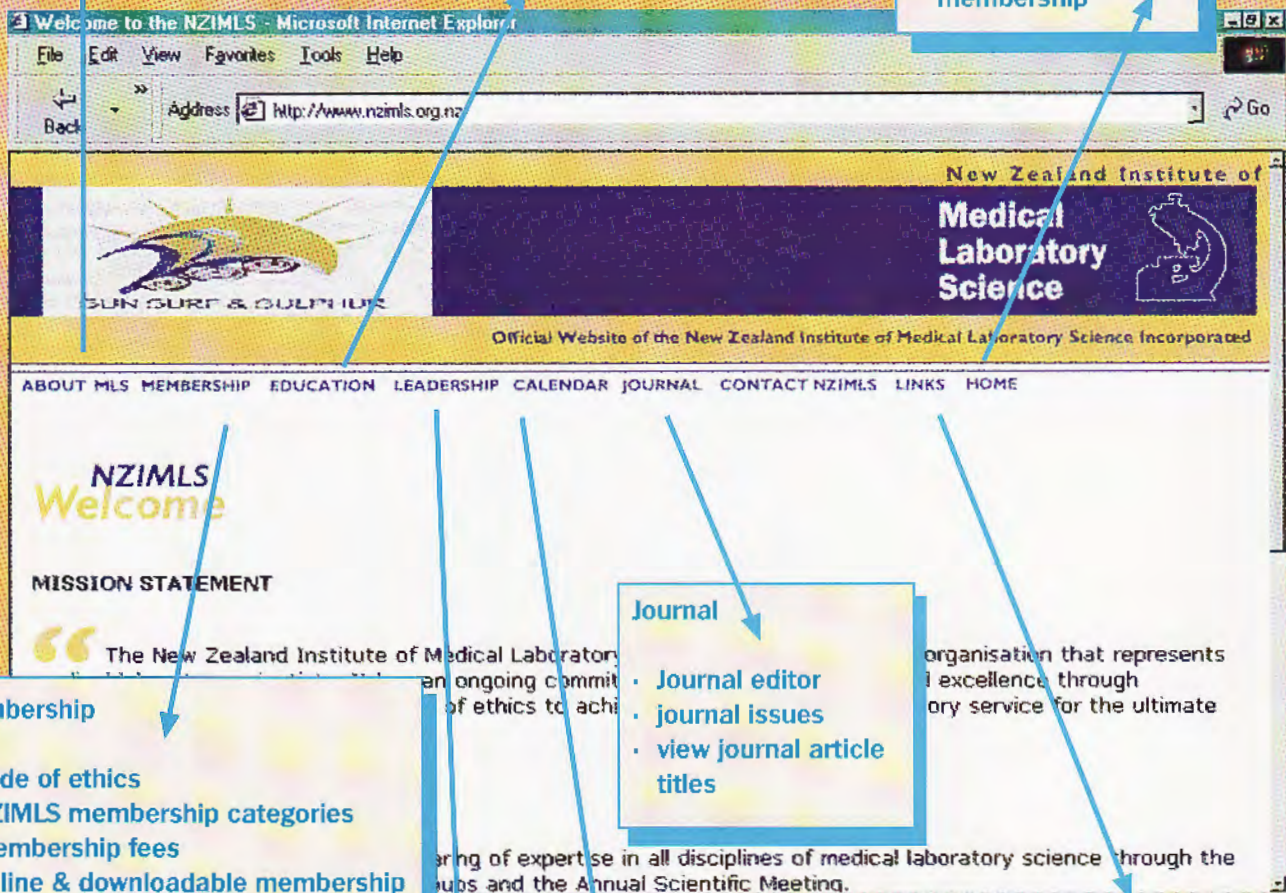 membership
Welcome to the NZIMLS - Microsoft Internet Explorer
File Edit View Favorites Tools Help
Back
»
Address http://www.nzimls.org.nz
Go
New Zealand Institute of
Medical
Laboratory
Science
SUN SURF & SULPHUR
Official Website of the New Zealand Institute of Medical Laboratory Science Incorporated
ABOUT MLS MEMBERSHIP EDUCATION LEADERSHIP CALENDAR JOURNAL CONTACT NZIMLS LINKS HOME
NZIMLS
Welcome
MISSION STATEMENT
“ The New Zealand Institute of Medical Laboratory organisation that represents
an ongoing commit excellence through
of ethics to achi ory service for the ultimate
Journal
· Journal editor
· journal issues
· view journal article
titles
mbership
de of ethics
ZIMLS membership categories
embership fees
line & downloadable membership
aring of expertise in all disciplines of medical laboratory science through the
ups and the Annual Scientific Meeting.